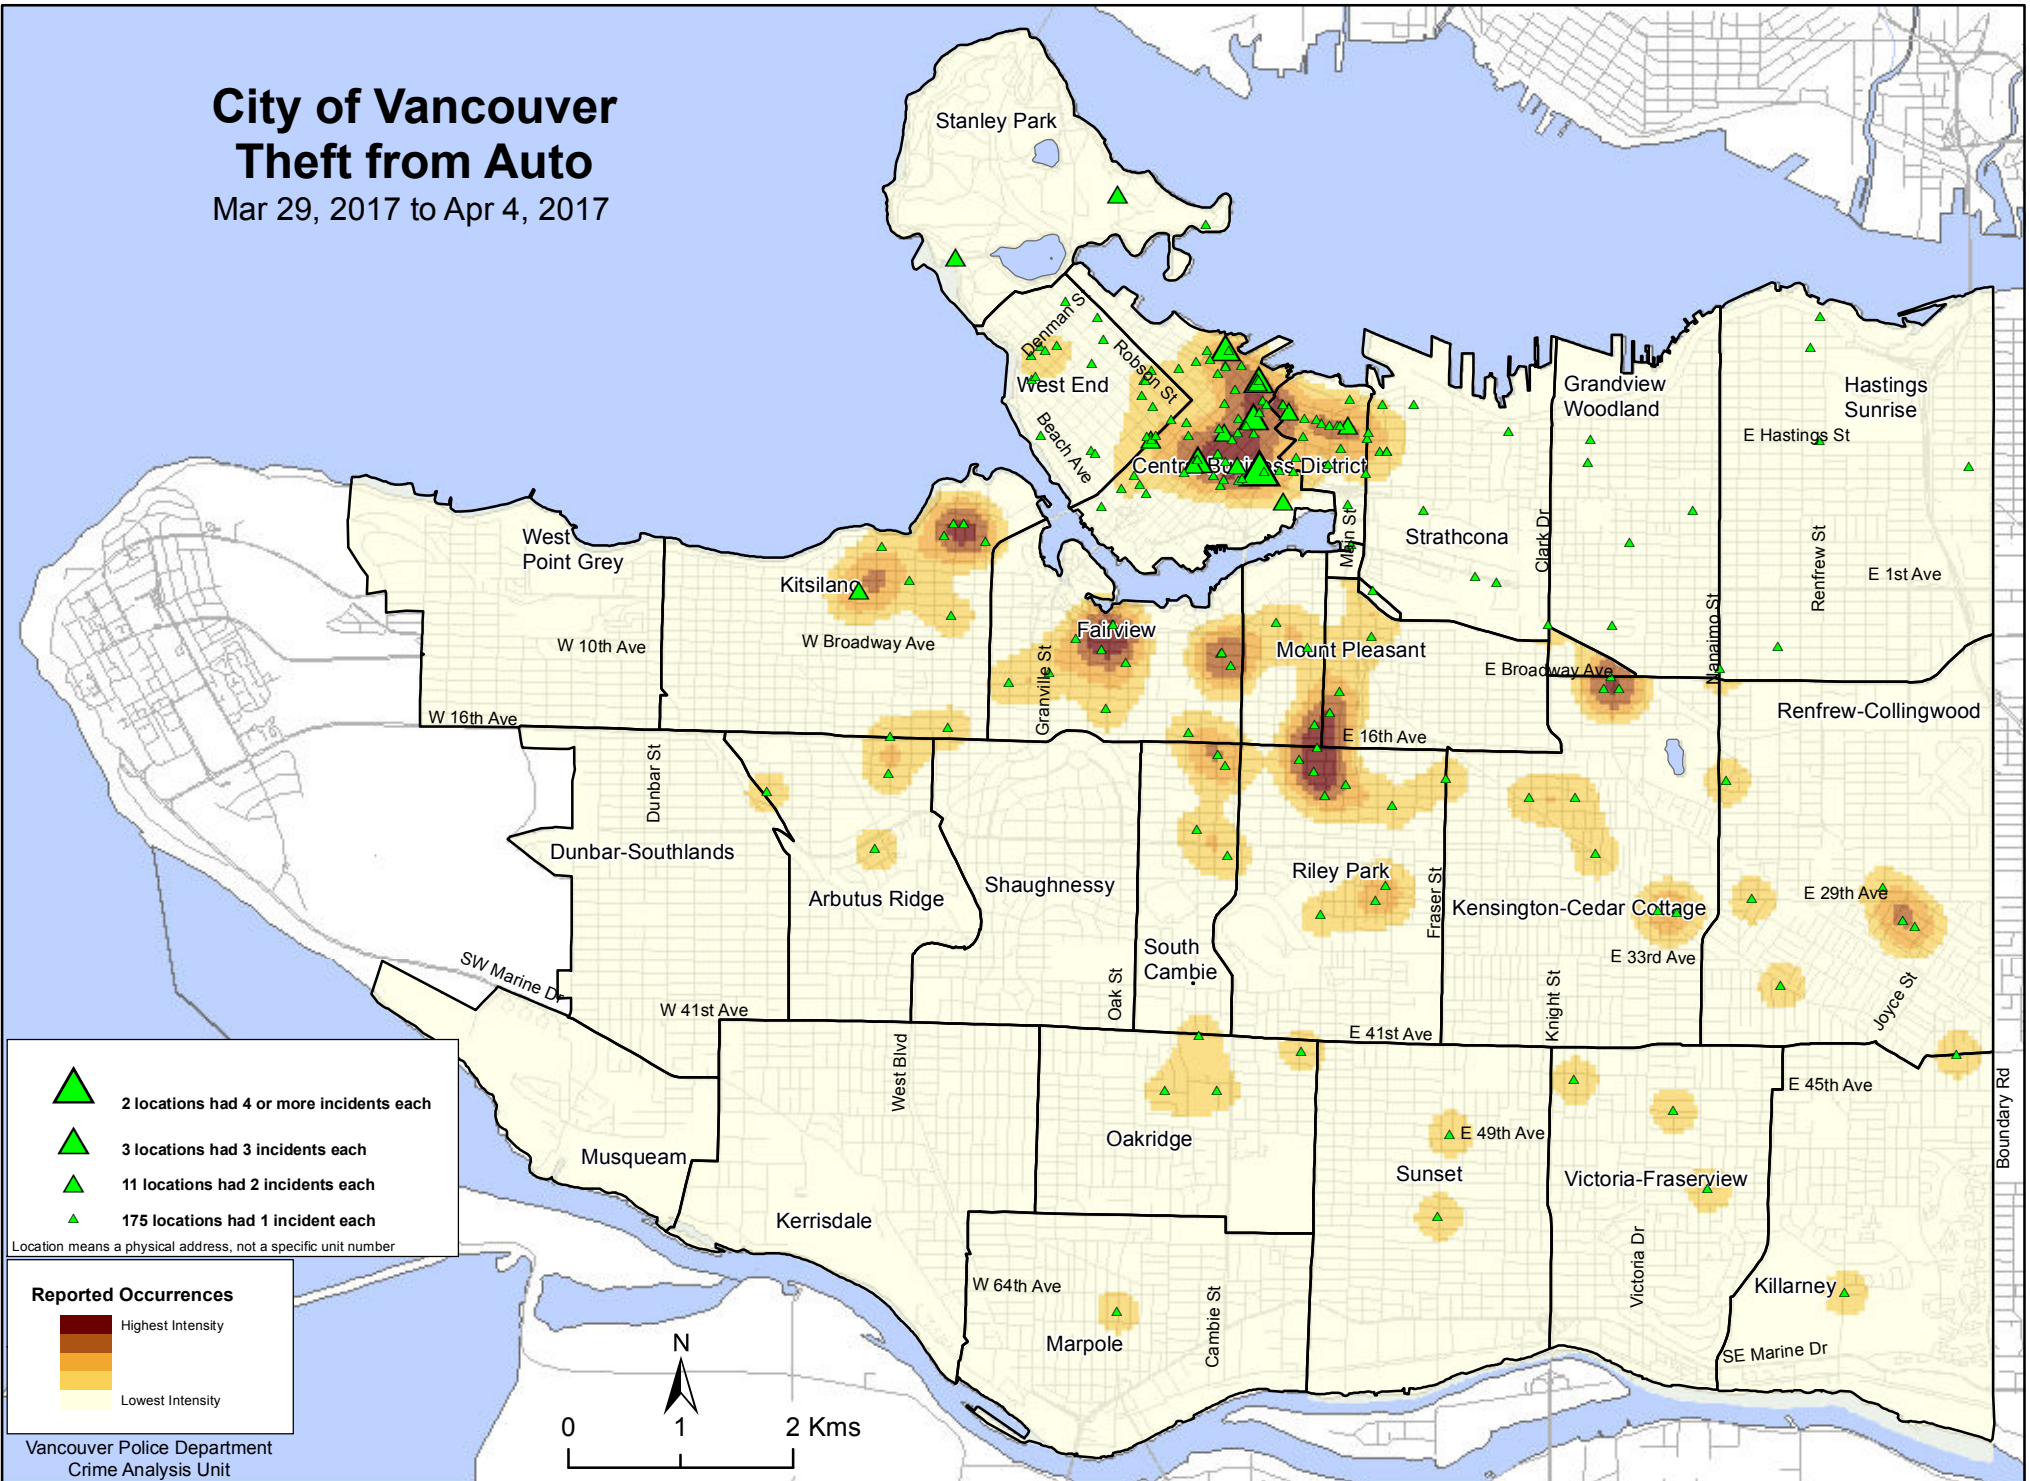 City of Vancouver
Theft from Auto
Mar 29, 2017 to Apr 4, 2017
Stanley Park
Denman S
Robson St
West End
Beach Ave
Central Business District
Grandview
Woodland
Hastings
Sunrise
E Hastings St
West
Point Grey
Kitsilano
Main St
Strathcona
Clark Dr
Renfrew St
E 1st Ave
W 10th Ave
W Broadway Ave
Fairview
Granville St
Mount Pleasant
E Broadway Ave
Nanaimo St
W 16th Ave
E 16th Ave
Renfrew-Collingwood
Dunbar St
Dunbar-Southlands
Arbutus Ridge
Shaughnessy
Riley Park
Fraser St
Kensington-Cedar Cottage
E 29th Ave
South
Cambie
E 33rd Ave
SW Marine Dr
W 41st Ave
Oak St
E 41st Ave
Knight St
Joyce St
West Blvd
E 45th Ave
Boundary Rd
Musqueam
Oakridge
E 49th Ave
Sunset
Victoria-Fraserview
Kerrisdale
W 64th Ave
Cambie St
Victoria Dr
Killarney
Marpole
SE Marine Dr
2 locations had 4 or more incidents each
3 locations had 3 incidents each
11 locations had 2 incidents each
175 locations had 1 incident each
Location means a physical address, not a specific unit number
Reported Occurrences
Highest Intensity
Lowest Intensity
Vancouver Police Department
Crime Analysis Unit
N
0 1 2 Kms